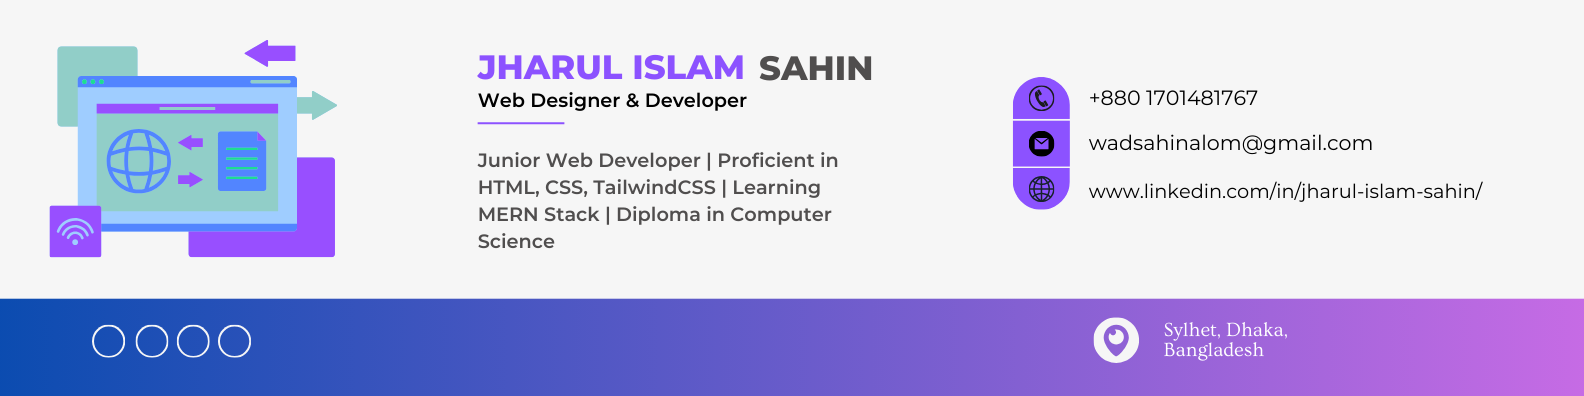 JHARUL ISLAM SAHIN
Web Designer & Developer
Junior Web Developer | Proficient in
HTML, CSS, TailwindCSS | Learning
MERN Stack | Diploma in Computer
Science
+880 1701481767
wadsahinalom@gmail.com
www.linkedin.com/in/jharul-islam-sahin/
Sylhet, Dhaka,
Bangladesh